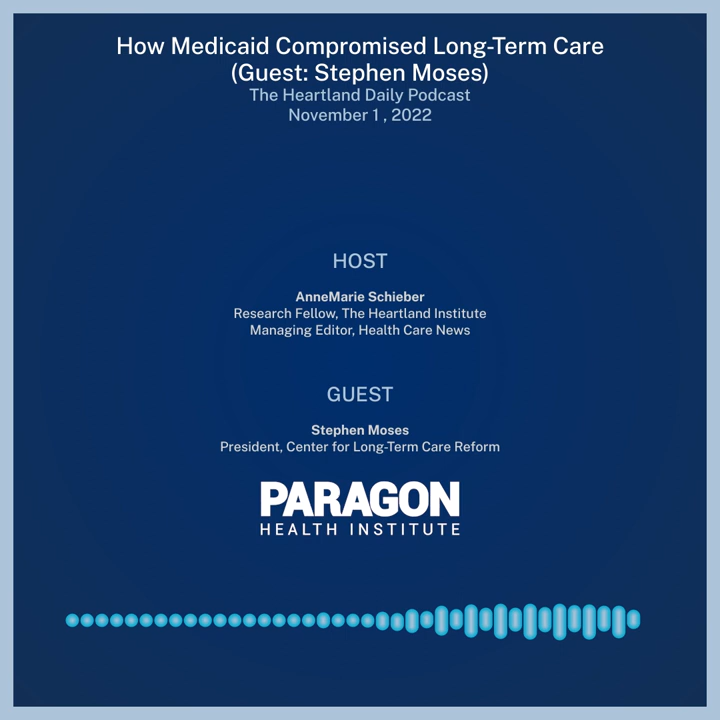 How Medicaid Compromised Long-Term Care
(Guest: Stephen Moses)
The Heartland Daily Podcast
November 1 , 2022
HOST
AnneMarie Schieber
Research Fellow, The Heartland Institute
Managing Editor, Health Care News
GUEST
Stephen Moses
President, Center for Long-Term Care Reform
PARAGON
HEALTH INSTITUTE